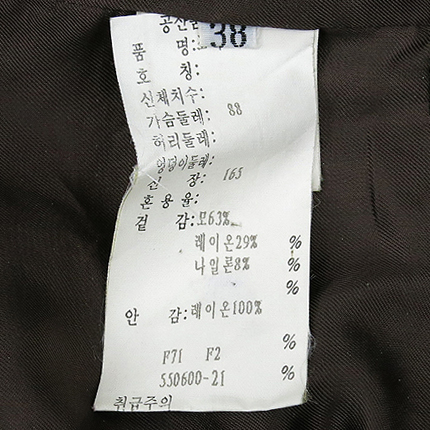 38
품 명:
호 칭:
신체치수:
가슴둘레: 88
허리둘레:
엉덩이둘레:
신 장: 165
혼용율:
겉 감:모63%
레이온29% %
나일론8% %
%
안 감:레이온100%
%
F71 F2
550600-21 %
취급주의